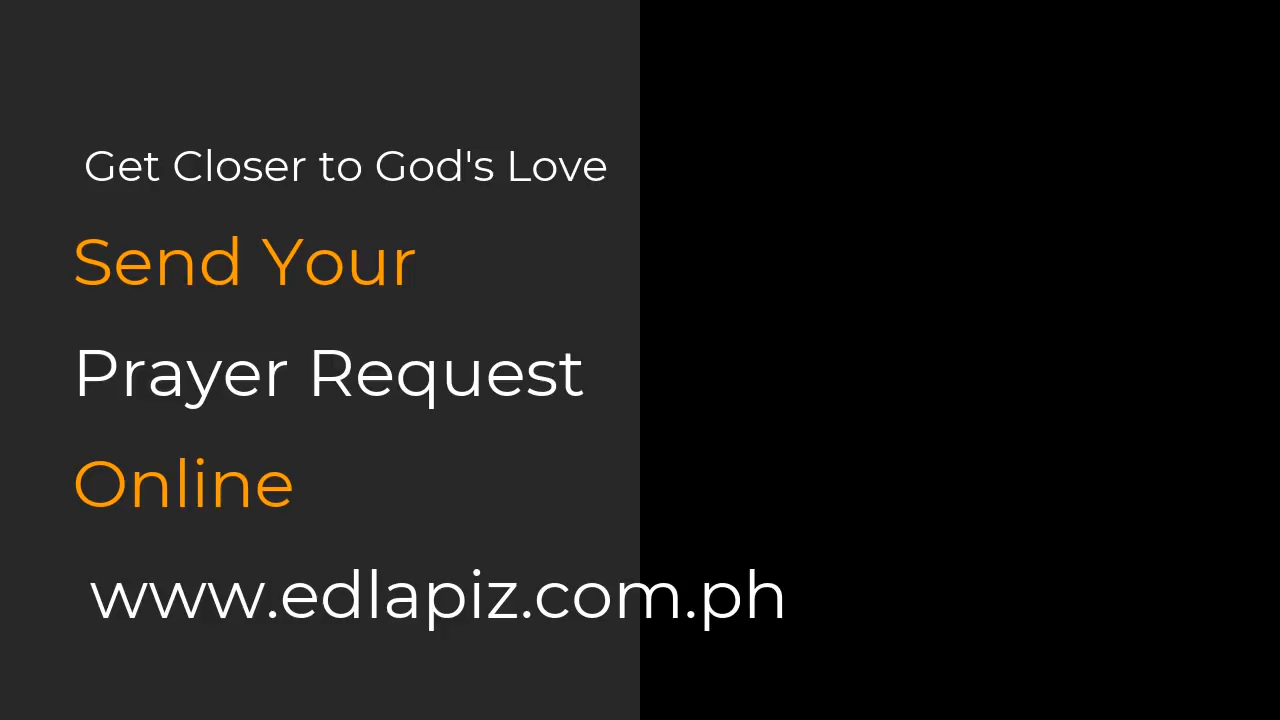 Get Closer to God's Love
Send Your
Prayer Request
Online
www.edlapiz.com.ph